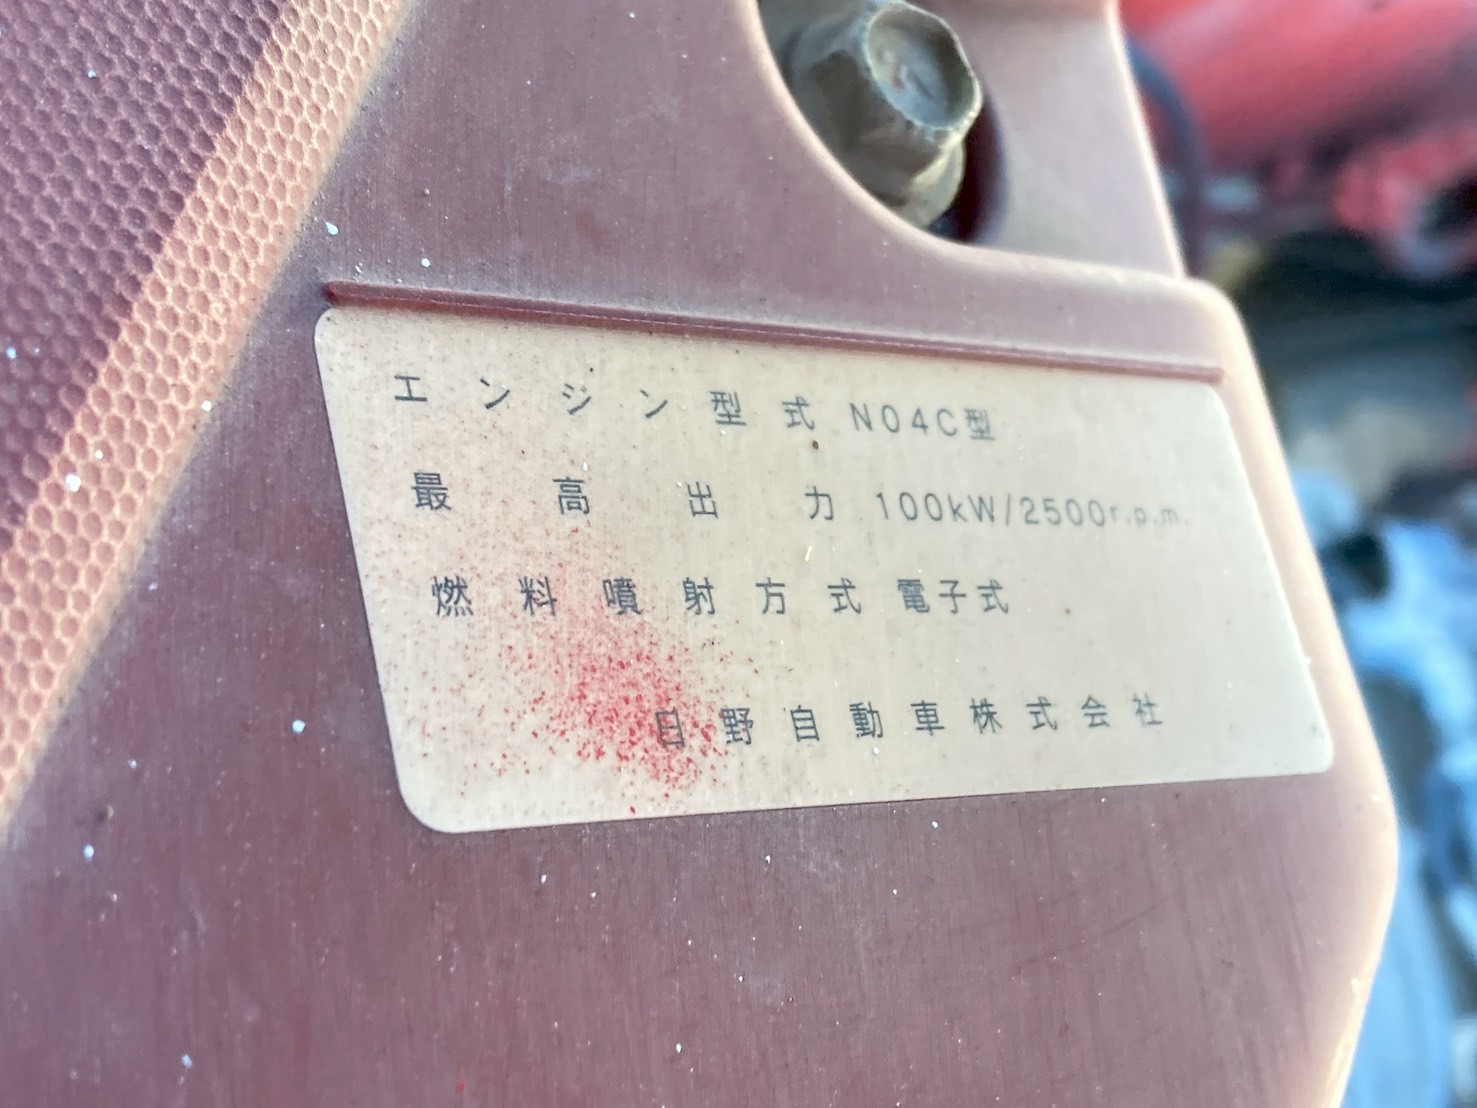 エンジン型式 N04C型
最高出力 100kW/2500r.p.m.
燃料噴射方式 電子式
日野自動車株式会社